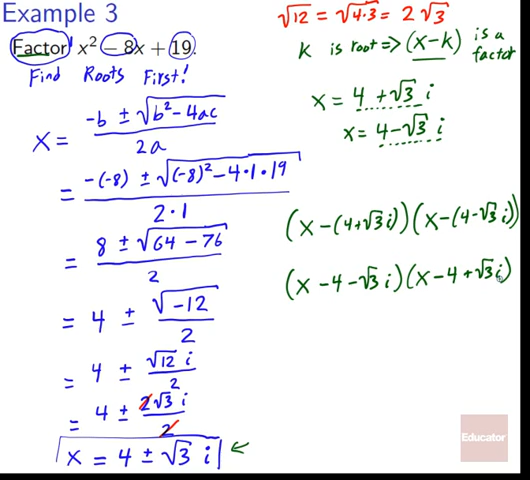 Example 3
Factor! x² − 8x + 19.
Find Roots First!
x = -b ± √b² − 4ac
2a
= -(-8) ± √(-8)² − 4·1·19
2·1
= 8 ± √64 − 76
2
= 4 ± √-12
2
= 4 ± √12 i
2
= 4 ± 2√3 i
2
x = 4 ± √3 i ←
√12 = √4·3 = 2√3
k is root => (x−k) is a factor
x = 4 + √3 i
x = 4 − √3 i
(x − (4+√3 i))(x − (4−√3 i))
(x − 4 − √3 i)(x − 4 + √3 i)
Educator